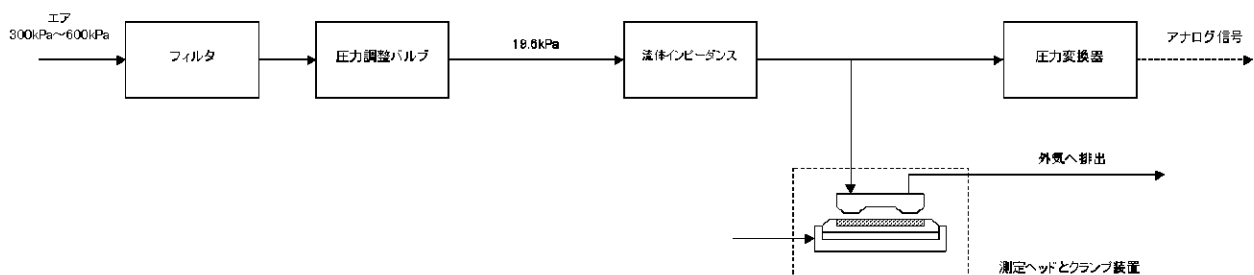 エア
300kPa～600kPa
フィルタ
圧力調整バルブ
19.6kPa
流体インピーダンス
圧力変換器
アナログ信号
外気へ排出
測定ヘッドとクランプ装置